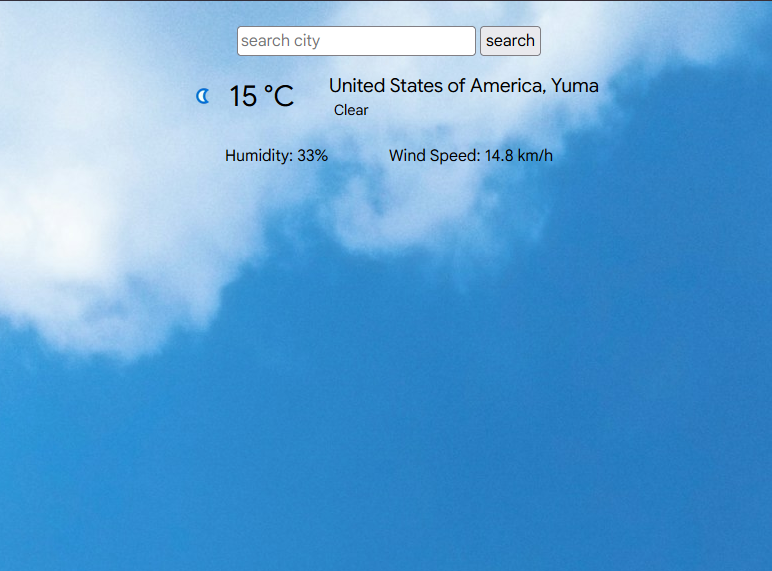 search city search
15 °C United States of America, Yuma
Clear
Humidity: 33% Wind Speed: 14.8 km/h